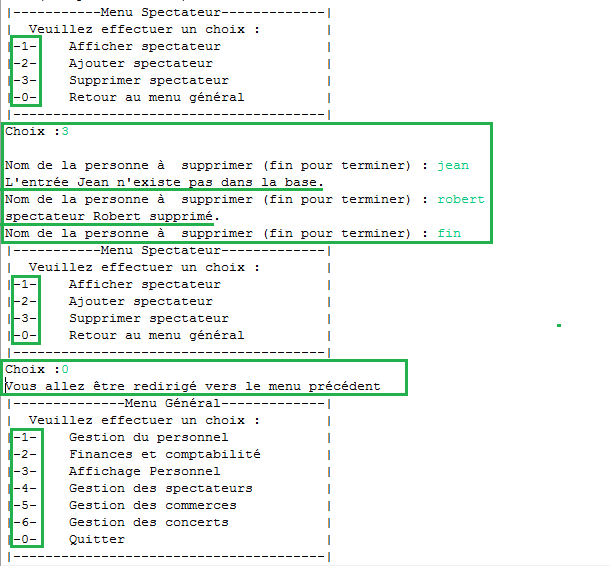 |-----------Menu Spectateur-------------|
|  Veuillez effectuer un choix :        |
|-1-    Afficher spectateur             |
|-2-    Ajouter spectateur              |
|-3-    Supprimer spectateur            |
|-0-    Retour au menu général          |
|---------------------------------------|
Choix :3
Nom de la personne à  supprimer (fin pour terminer) : jean
L'entrée Jean n'existe pas dans la base.
Nom de la personne à  supprimer (fin pour terminer) : robert
spectateur Robert supprimé.
Nom de la personne à  supprimer (fin pour terminer) : fin
|-----------Menu Spectateur-------------|
|  Veuillez effectuer un choix :        |
|-1-    Afficher spectateur             |
|-2-    Ajouter spectateur              |
|-3-    Supprimer spectateur            |
|-0-    Retour au menu général          |
|---------------------------------------|
Choix :0
Vous allez être redirigé vers le menu précédent
|--------------Menu Général-------------|
|  Veuillez effectuer un choix :        |
|-1-    Gestion du personnel            |
|-2-    Finances et comptabilité        |
|-3-    Affichage Personnel             |
|-4-    Gestion des spectateurs         |
|-5-    Gestion des commerces           |
|-6-    Gestion des concerts            |
|-0-    Quitter                         |
|---------------------------------------|